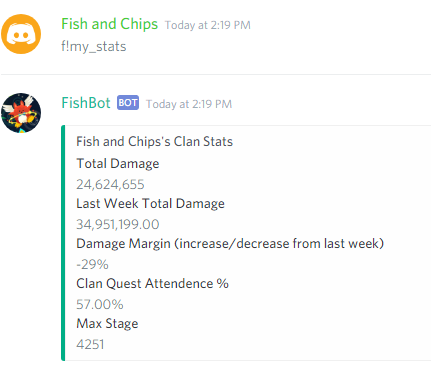 Fish and Chips Today at 2:19 PM
f!my_stats
FishBot BOT Today at 2:19 PM
Fish and Chips's Clan Stats
Total Damage
24,624,655
Last Week Total Damage
34,951,199.00
Damage Margin (increase/decrease from last week)
-29%
Clan Quest Attendence %
57.00%
Max Stage
4251